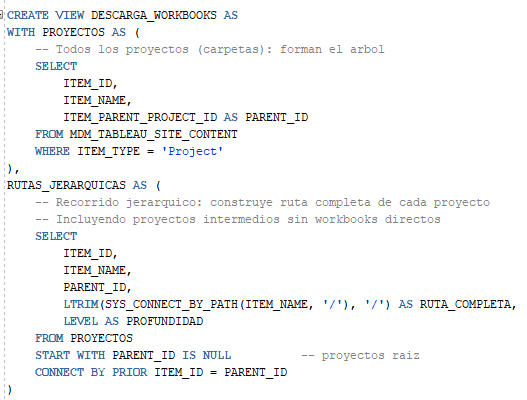 CREATE VIEW DESCARGA_WORKBOOKS AS
WITH PROYECTOS AS (
    -- Todos los proyectos (carpetas): forman el arbol
    SELECT
        ITEM_ID,
        ITEM_NAME,
        ITEM_PARENT_PROJECT_ID AS PARENT_ID
    FROM MDM_TABLEAU_SITE_CONTENT
    WHERE ITEM_TYPE = 'Project'
),
RUTAS_JERARQUICAS AS (
    -- Recorrido jerarquico: construye ruta completa de cada proyecto
    -- Incluyendo proyectos intermedios sin workbooks directos
    SELECT
        ITEM_ID,
        ITEM_NAME,
        PARENT_ID,
        LTRIM(SYS_CONNECT_BY_PATH(ITEM_NAME, '/'), '/') AS RUTA_COMPLETA,
        LEVEL AS PROFUNDIDAD
    FROM PROYECTOS
    START WITH PARENT_ID IS NULL          -- proyectos raiz
    CONNECT BY PRIOR ITEM_ID = PARENT_ID
)